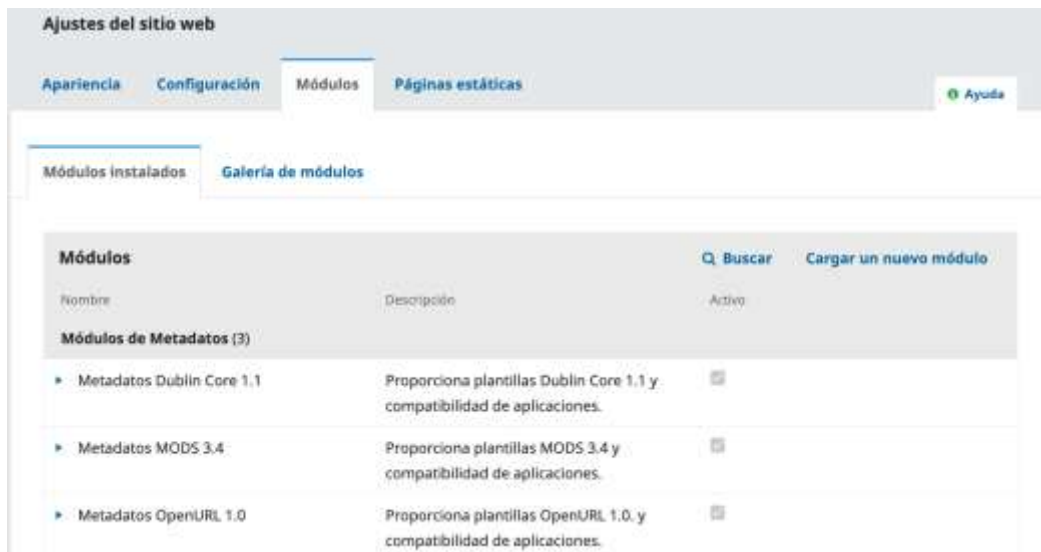 Ajustes del sitio web
Apariencia Configuración Módulos Páginas estáticas
Ayuda
Módulos instalados Galería de módulos
Módulos Buscar Cargar un nuevo módulo
Nombre Descripción Activo
Módulos de Metadatos (3)
Metadatos Dublin Core 1.1 Proporciona plantillas Dublin Core 1.1 y
compatibilidad de aplicaciones.
Metadatos MODS 3.4 Proporciona plantillas MODS 3.4 y
compatibilidad de aplicaciones.
Metadatos OpenURL 1.0 Proporciona plantillas OpenURL 1.0. y
compatibilidad de aplicaciones.